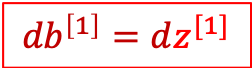 db^{[1]} = dz^{[1]}